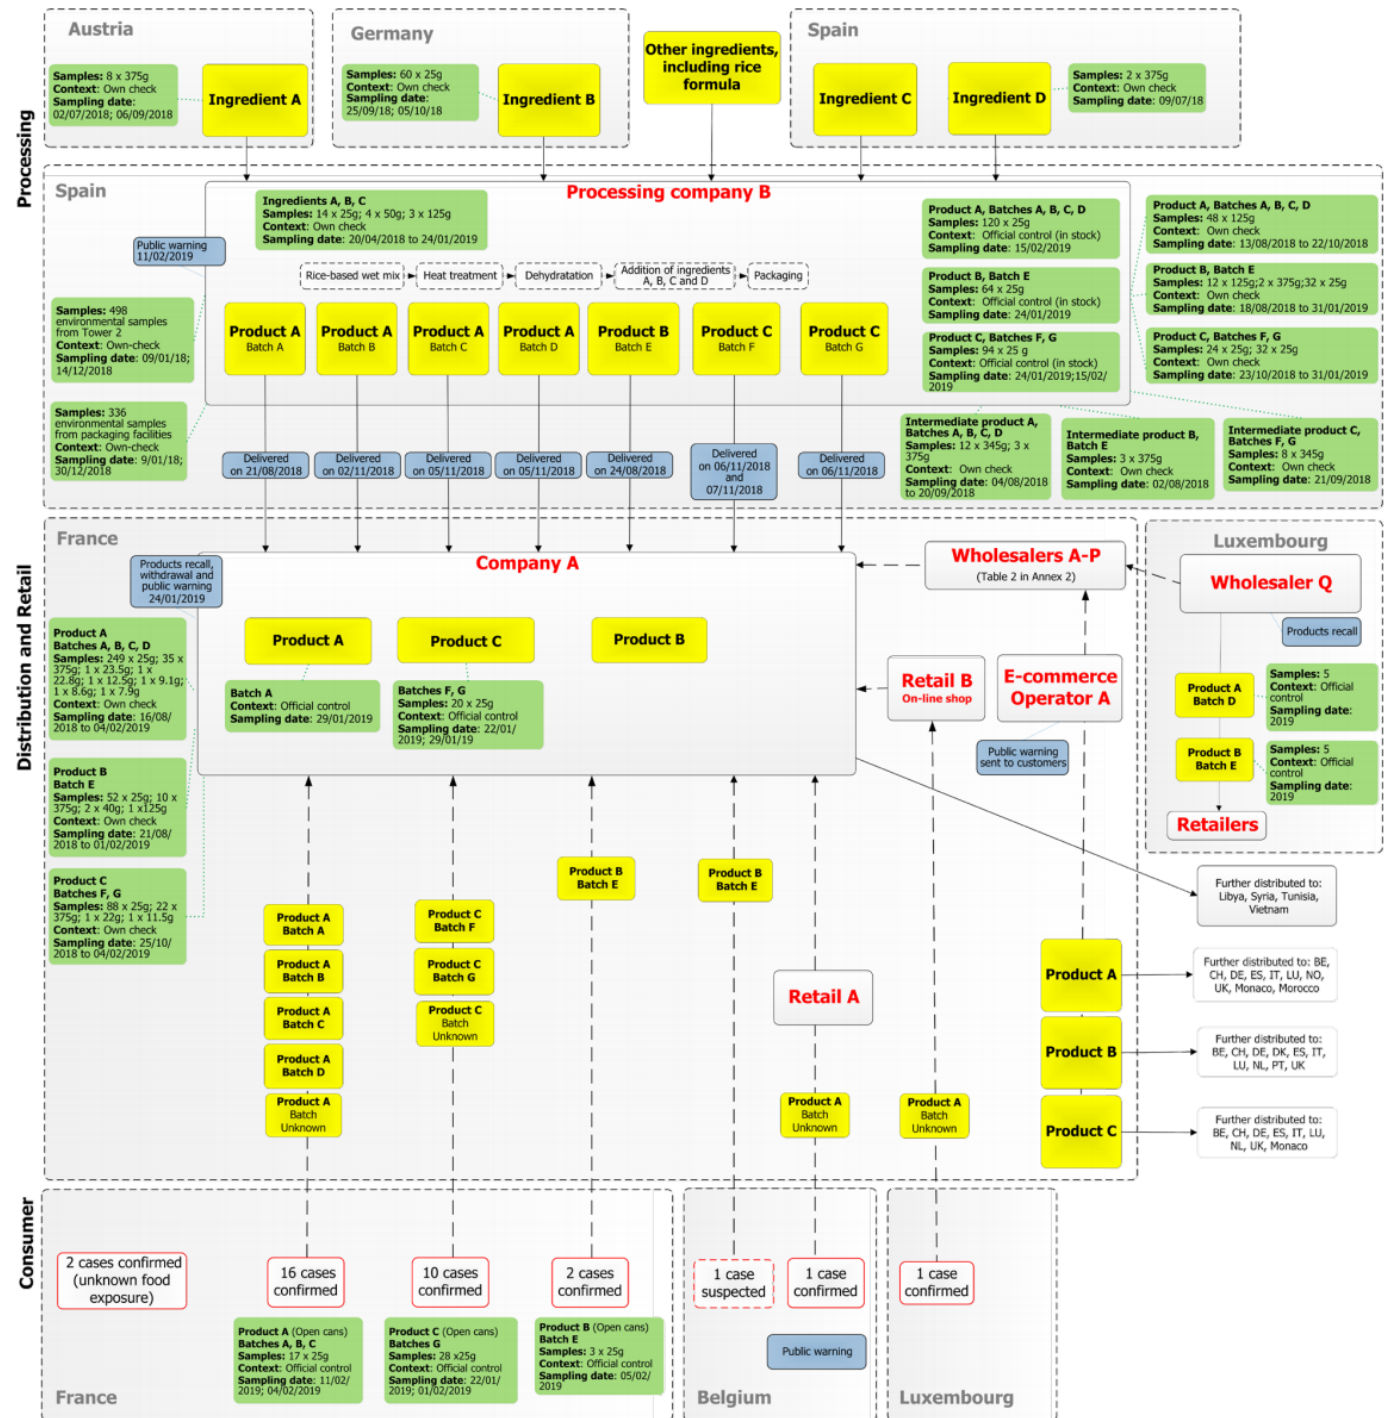 Processing
Austria
Samples: 8 x 375g
Context: Own check
Sampling date:
02/07/2018; 06/09/2018
Ingredient A
Germany
Samples: 60 x 25g
Context: Own check
Sampling date:
25/09/18; 05/10/18
Ingredient B
Other ingredients,
including rice
formula
Spain
Ingredient C
Ingredient D
Samples: 2 x 375g
Context: Own check
Sampling date: 09/07/18
Spain
Processing company B
Ingredients A, B, C
Samples: 14 x 25g; 4 x 50g; 3 x 125g
Context: Own check
Sampling date: 20/04/2018 to 24/01/2019
Public warning
11/02/2019
Rice-based wet mix
Heat treatment
Dehydratation
Addition of ingredients
A, B, C and D
Packaging
Samples: 498
environmental samples
from Tower 2
Context: Own-check
Sampling date: 09/01/18;
14/12/2018
Samples: 336
environmental samples
from packaging facilities
Context: Own-check
Sampling date: 9/01/18;
30/12/2018
Product A
Batch A
Product A
Batch B
Product A
Batch C
Product A
Batch D
Product B
Batch E
Product C
Batch F
Product C
Batch G
Product A, Batches A, B, C, D
Samples: 120 x 25g
Context: Official control (in stock)
Sampling date: 15/02/2019
Product B, Batch E
Samples: 64 x 25g
Context: Official control (in stock)
Sampling date: 24/01/2019
Product C, Batches F, G
Samples: 94 x 25 g
Context: Official control (in stock)
Sampling date: 24/01/2019;15/02/
2019
Product A, Batches A, B, C, D
Samples: 48 x 125g
Context: Own check
Sampling date: 13/08/2018 to 22/10/2018
Product B, Batch E
Samples: 12 x 125g;2 x 375g;32 x 25g
Context: Own check
Sampling date: 18/08/2018 to 31/01/2019
Product C, Batches F, G
Samples: 24 x 25g; 32 x 25g
Context: Own check
Sampling date: 23/10/2018 to 31/01/2019
Intermediate product A,
Batches A, B, C, D
Samples: 12 x 345g; 3 x
375g
Context: Own check
Sampling date: 04/08/2018
to 20/09/2018
Intermediate product B,
Batch E
Samples: 3 x 375g
Context: Own check
Sampling date: 02/08/2018
Intermediate product C,
Batches F, G
Samples: 8 x 345g
Context: Own check
Sampling date: 21/09/2018
Delivered
on 21/08/2018
Delivered
on 02/11/2018
Delivered
on 05/11/2018
Delivered
on 05/11/2018
Delivered
on 24/08/2018
Delivered
on 06/11/2018
and
07/11/2018
Delivered
on 06/11/2018
Distribution and Retail
France
Products recall,
withdrawal and
public warning
24/01/2019
Company A
Product A
Product C
Product B
Batch A
Context: Official control
Sampling date: 29/01/2019
Batches F, G
Samples: 20 x 25g
Context: Official control
Sampling date: 22/01/
2019; 29/01/19
Product A
Batches A, B, C, D
Samples: 249 x 25g; 35 x
375g; 1 x 23.5g; 1 x
22.8g; 1 x 12.5g; 1 x 9.1g;
1 x 8.6g; 1 x 7.9g
Context: Own check
Sampling date: 16/08/
2018 to 04/02/2019
Product B
Batch E
Samples: 52 x 25g; 10 x
375g; 2 x 40g; 1 x125g
Context: Own check
Sampling date: 21/08/
2018 to 01/02/2019
Product C
Batches F, G
Samples: 88 x 25g; 22 x
375g; 1 x 22g; 1 x 11.5g
Context: Own check
Sampling date: 25/10/
2018 to 04/02/2019
Wholesalers A-P
(Table 2 in Annex 2)
Retail B
On-line shop
E-commerce
Operator A
Public warning
sent to customers
Luxembourg
Wholesaler Q
Products recall
Product A
Batch D
Samples: 5
Context: Official
control
Sampling date:
2019
Product B
Batch E
Samples: 5
Context: Official
control
Sampling date:
2019
Retailers
Product A
Batch A
Product A
Batch B
Product A
Batch C
Product A
Batch D
Product A
Batch
Unknown
Product C
Batch F
Product C
Batch G
Product C
Batch
Unknown
Product B
Batch E
Product B
Batch E
Retail A
Product A
Batch
Unknown
Product A
Batch
Unknown
Product A
Product B
Product C
Further distributed to:
Libya, Syria, Tunisia,
Vietnam
Further distributed to: BE,
CH, DE, ES, IT, LU, NO,
UK, Monaco, Morocco
Further distributed to:
BE, CH, DE, DK, ES, IT,
LU, NL, PT, UK
Further distributed to:
BE, CH, DE, ES, IT, LU,
NL, UK, Monaco
Consumer
2 cases confirmed
(unknown food
exposure)
16 cases
confirmed
10 cases
confirmed
2 cases
confirmed
1 case
suspected
1 case
confirmed
1 case
confirmed
Product A (Open cans)
Batches A, B, C
Samples: 17 x 25g
Context: Official control
Sampling date: 11/02/
2019; 04/02/2019
Product C (Open cans)
Batches G
Samples: 28 x25g
Context: Official control
Sampling date: 22/01/
2019; 01/02/2019
Product B (Open cans)
Batch E
Samples: 3 x 25g
Context: Official control
Sampling date: 05/02/
2019
Public warning
France
Belgium
Luxembourg